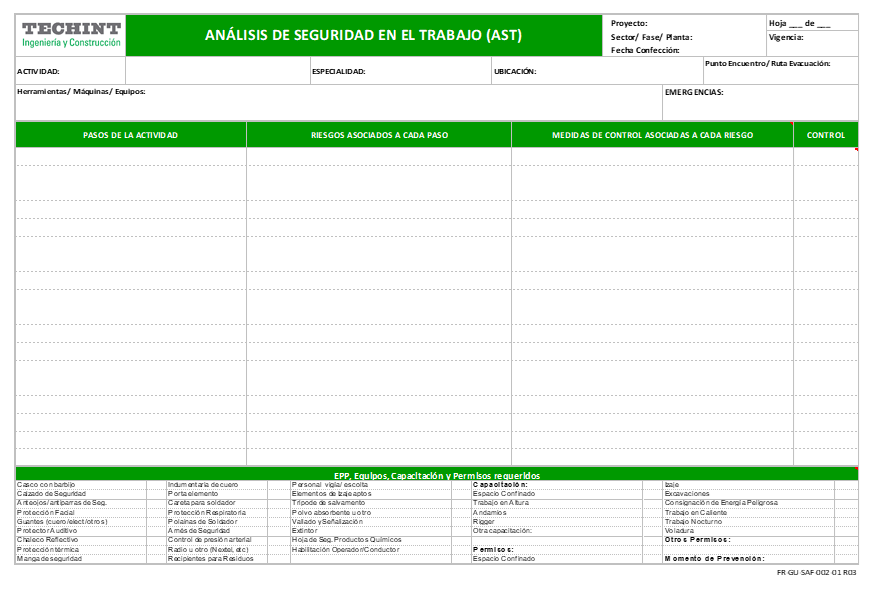 TECHINT
Ingeniería y Construcción
ANÁLISIS DE SEGURIDAD EN EL TRABAJO (AST)
Proyecto:
Sector/ Fase/ Planta:
Fecha Confección:
Hoja ___ de ___
Vigencia:
ACTIVIDAD:
ESPECIALIDAD:
UBICACIÓN:
Punto Encuentro/ Ruta Evacuación:
Herramientas/ Máquinas/ Equipos:
EMERGENCIAS:
PASOS DE LA ACTIVIDAD RIESGOS ASOCIADOS A CADA PASO MEDIDAS DE CONTROL ASOCIADAS A CADA RIESGO CONTROL
EPP, Equipos, Capacitación y Permisos requeridos
Casco con barbijo Indumentaria de cuero Personal vigía/ escolta Capacitación: Izaje
Calzado de Seguridad Portaelemento Elementos de Izaje aptos Espacio Confinado Excavaciones
Anteojos/antiparras de Seg. Careta para soldador Trípode de salvamento Trabajo en Altura Consignación de Energía Peligrosa
Protección Facial Protección Respiratoria Polvo absorbente u otro Andamios Trabajo en Caliente
Guantes (cuero/elect/otros) Polainas de Soldador Vallado y Señalización Rigger Trabajo Nocturno
Protector Auditivo Arnés de Seguridad Extintor Otra capacitación: Voladura
Chaleco Reflectivo Control de presión arterial Hoja de Seg. Productos Químicos Otros Permisos:
Protección térmica Radio u otro (Nextel, etc) Habilitación Operador/Conductor Permisos:
Manga de seguridad Recipientes para Residuos Espacio Confinado Momento de Prevención:
FR-GU-SAF-002-01 R03